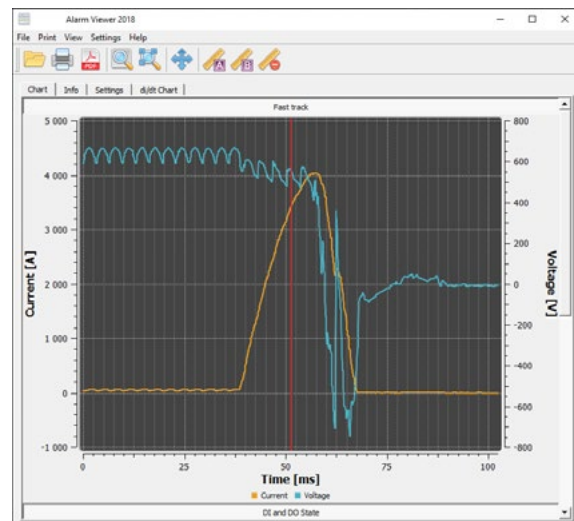 Alarm Viewer 2018
File Print View Settings Help
PDF A B
Chart Info Settings di/dt Chart
Fast track
5 000
4 000
3 000
2 000
1 000
0
-1 000
Current [A]
800
600
400
200
0
-200
-400
-600
-800
Voltage [V]
0 25 50 75 100
Time [ms]
Current Voltage
DI and DO State